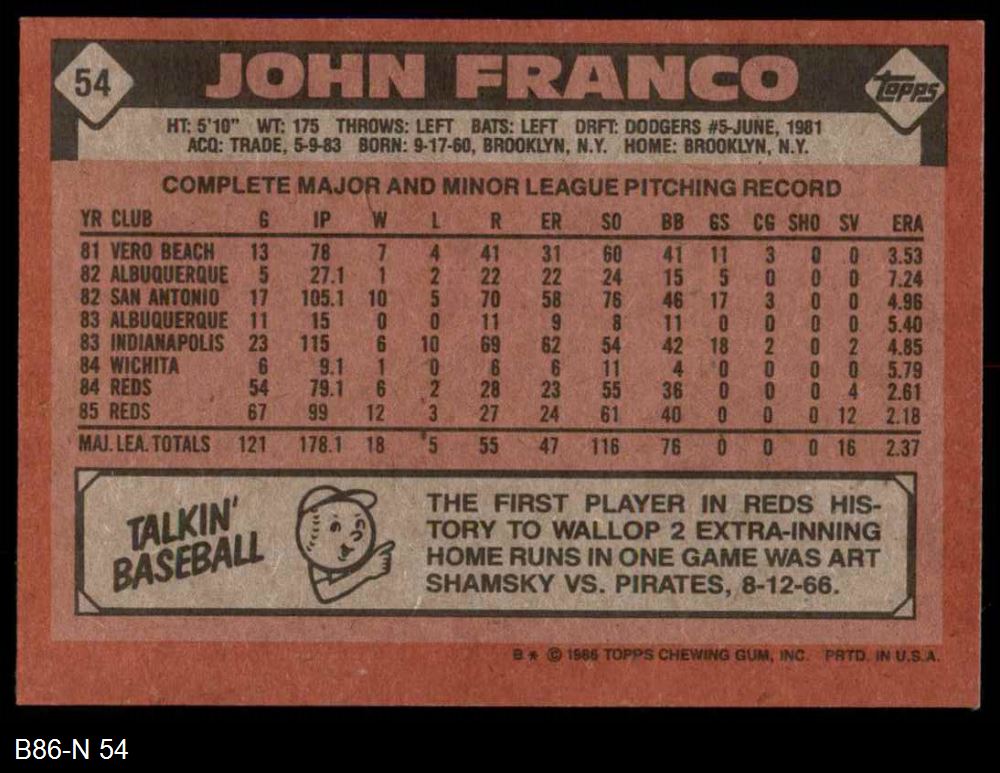 54
JOHN FRANCO
TOPPS
HT: 5'10" WT: 175 THROWS: LEFT BATS: LEFT DRFT: DODGERS #5-JUNE, 1981
ACQ: TRADE, 5-9-83 BORN: 9-17-60, BROOKLYN, N.Y. HOME: BROOKLYN, N.Y.
COMPLETE MAJOR AND MINOR LEAGUE PITCHING RECORD
YR CLUB G IP W L R ER SO BB GS CG SHO SV ERA
81 VERO BEACH 13 78 7 4 41 31 60 41 11 3 0 0 3.53
82 ALBUQUERQUE 5 27.1 1 2 22 22 24 15 5 0 0 0 7.24
82 SAN ANTONIO 17 105.1 10 5 70 58 76 46 17 3 0 0 4.96
83 ALBUQUERQUE 11 15 0 0 11 9 8 11 0 0 0 0 5.40
83 INDIANAPOLIS 23 115 6 10 69 62 54 42 18 2 0 2 4.85
84 WICHITA 6 9.1 1 0 6 6 11 4 0 0 0 0 5.79
84 REDS 54 79.1 6 2 28 23 55 36 0 0 0 4 2.61
85 REDS 67 99 12 3 27 24 61 40 0 0 0 12 2.18
MAJ. LEA. TOTALS 121 178.1 18 5 55 47 116 76 0 0 0 16 2.37
TALKIN'
BASEBALL
THE FIRST PLAYER IN REDS HIS-
TORY TO WALLOP 2 EXTRA-INNING
HOME RUNS IN ONE GAME WAS ART
SHAMSKY VS. PIRATES, 8-12-66.
B * © 1986 TOPPS CHEWING GUM, INC. PRTD. IN U.S.A.
B86-N 54